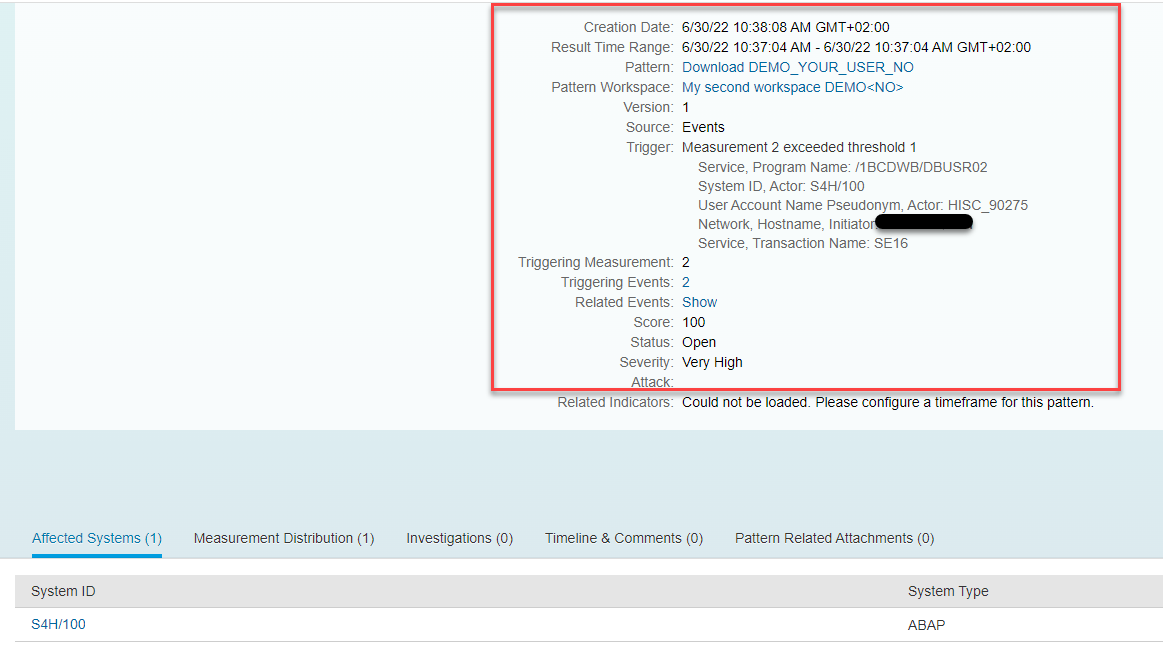 Creation Date: 6/30/22 10:38:08 AM GMT+02:00
Result Time Range: 6/30/22 10:37:04 AM - 6/30/22 10:37:04 AM GMT+02:00
Pattern: Download DEMO_YOUR_USER_NO
Pattern Workspace: My second workspace DEMO<NO>
Version: 1
Source: Events
Trigger: Measurement 2 exceeded threshold 1
Service, Program Name: /1BCDWB/DBUSR02
System ID, Actor: S4H/100
User Account Name Pseudonym, Actor: HISC_90275
Network, Hostname, Initiator
Service, Transaction Name: SE16
Triggering Measurement: 2
Triggering Events: 2
Related Events: Show
Score: 100
Status: Open
Severity: Very High
Attack:
Related Indicators: Could not be loaded. Please configure a timeframe for this pattern.
Affected Systems (1) Measurement Distribution (1) Investigations (0) Timeline & Comments (0) Pattern Related Attachments (0)
System ID System Type
S4H/100 ABAP